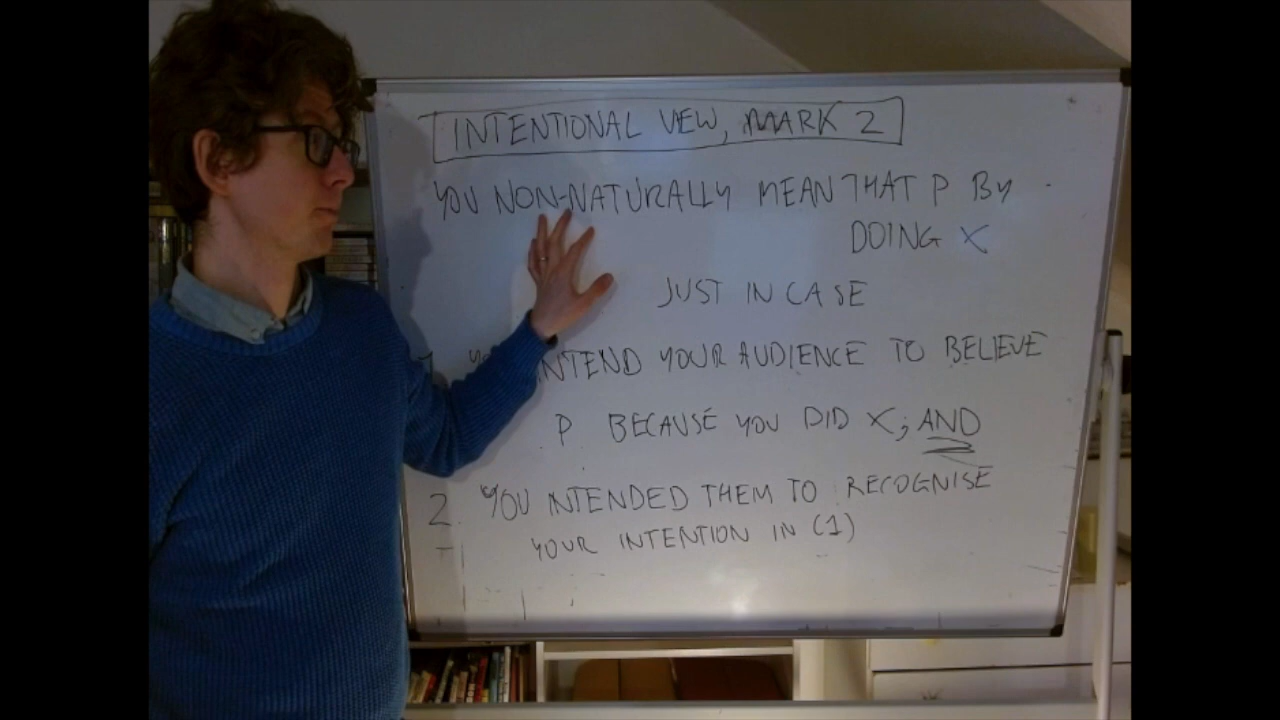 INTENTIONAL VIEW, MARK 2
YOU NON-NATURALLY MEAN THAT P BY
DOING X
JUST IN CASE
INTEND YOUR AUDIENCE TO BELIEVE
P BECAUSE YOU DID X; AND
2. YOU INTENDED THEM TO RECOGNISE
YOUR INTENTION IN (1)